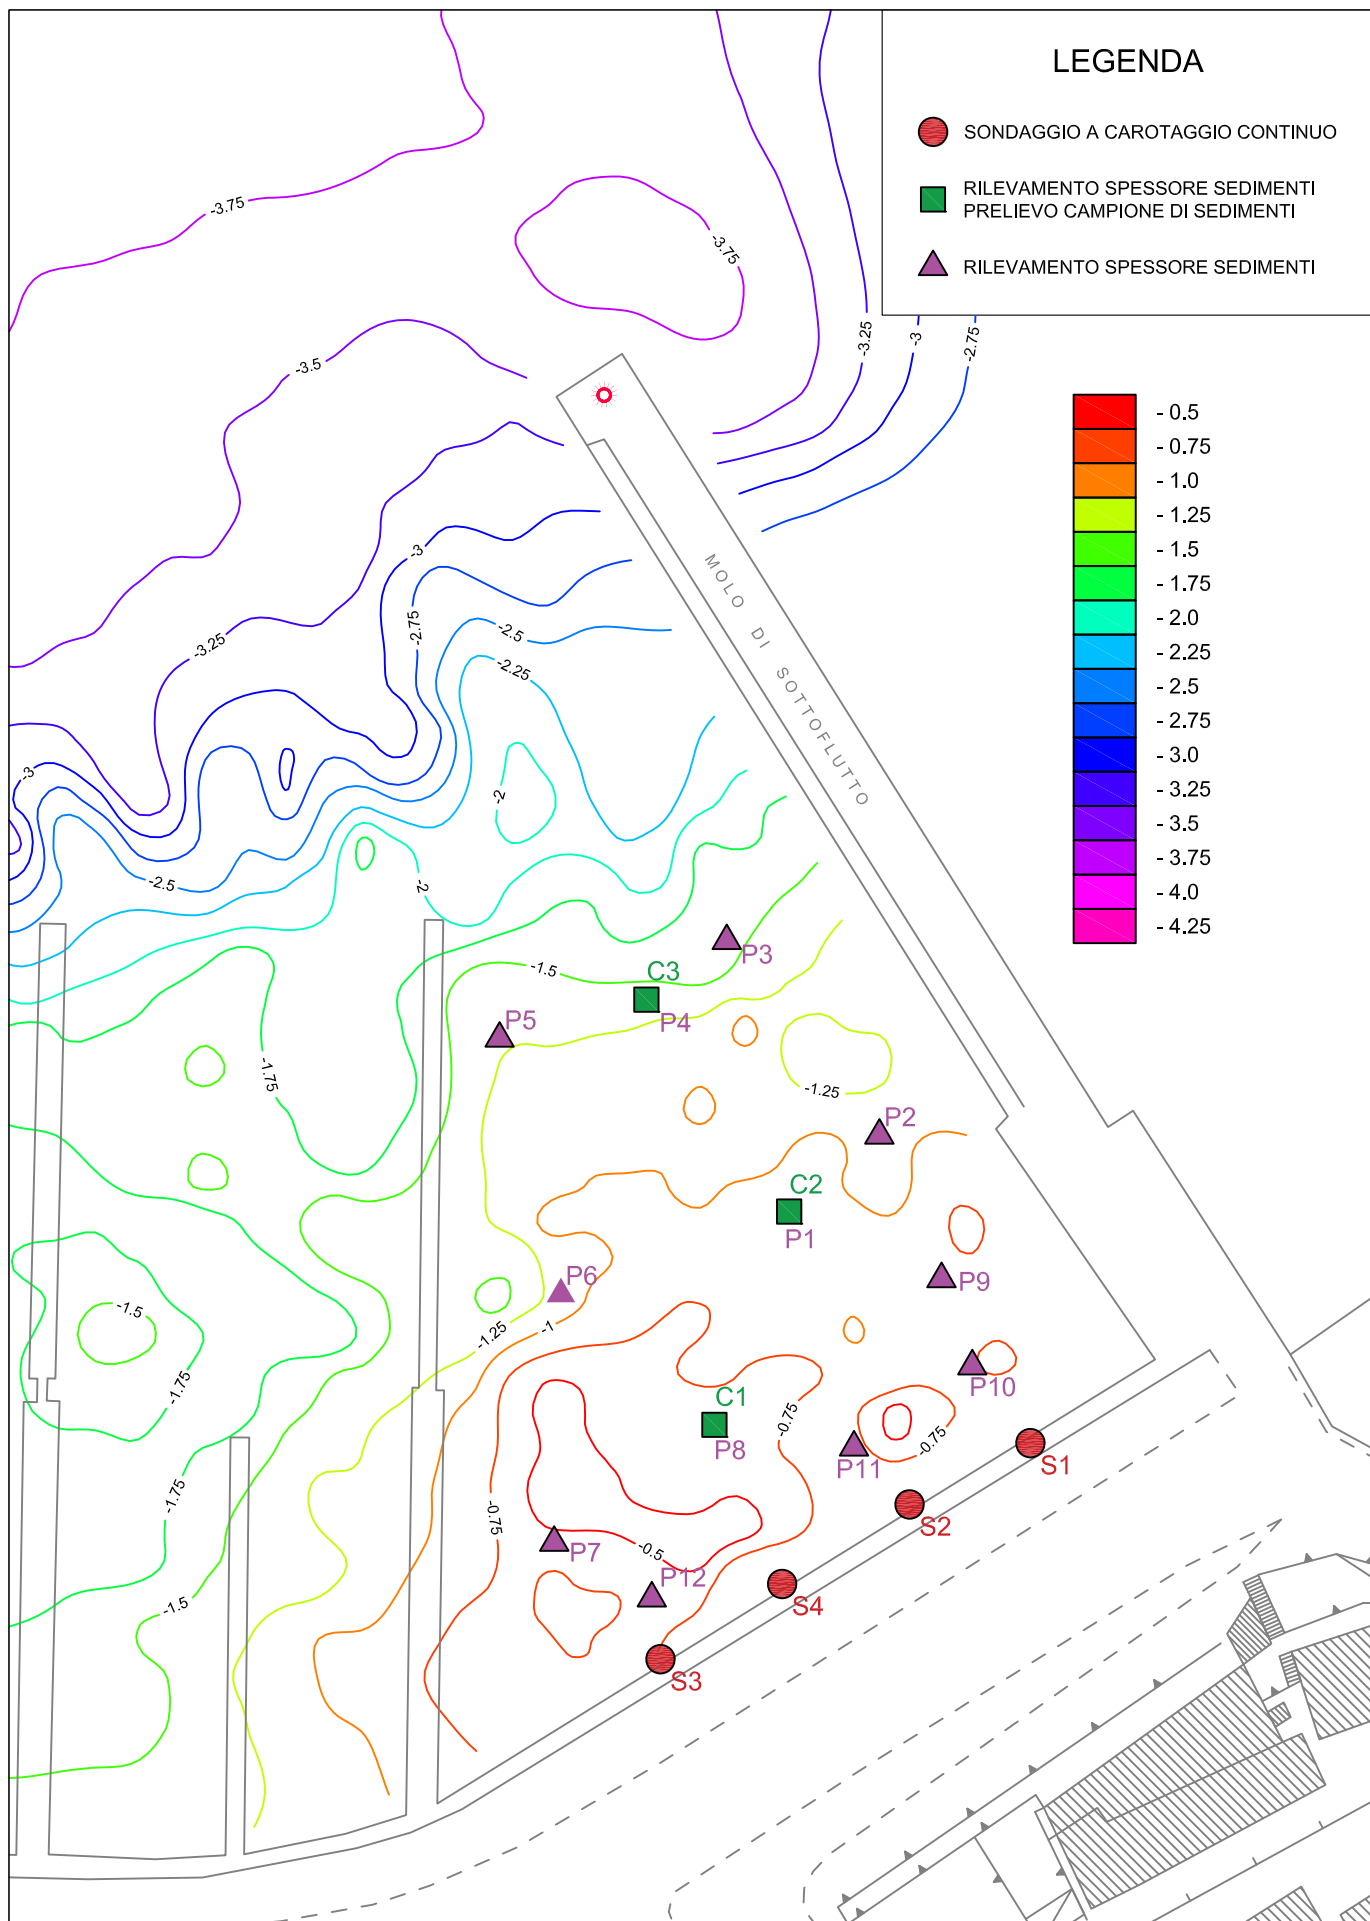 LEGENDA
SONDAGGIO A CAROTAGGIO CONTINUO
RILEVAMENTO SPESSORE SEDIMENTI
PRELIEVO CAMPIONE DI SEDIMENTI
RILEVAMENTO SPESSORE SEDIMENTI
-3.75
-3.75
-3.25
-3
-2.75
-3.5
- 0.5
- 0.75
- 1.0
- 1.25
- 1.5
- 1.75
- 2.0
- 2.25
- 2.5
- 2.75
- 3.0
- 3.25
- 3.5
- 3.75
- 4.0
- 4.25
MOLO DI SOTTOFLUTTO
-3
-2.75
-2.5
-3.25
-2.25
-3
-2
-2.5
-2
P3
-1.5
C3
P4
P5
-1.75
-1.25
P2
C2
P1
P6
P9
-1.5
-1.25
-1
P10
-1.75
C1
P8
-0.75
-0.75
P11
S1
-1.75
-0.75
S2
P7
-0.5
P12
S4
-1.5
S3